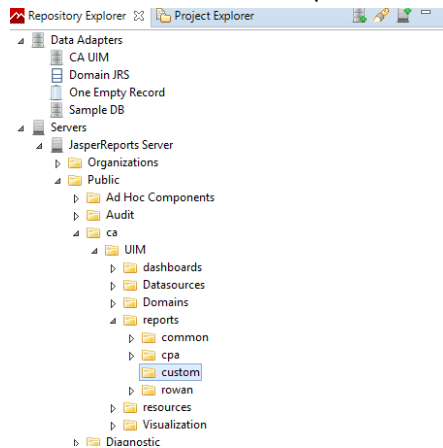 Repository Explorer Project Explorer
Data Adapters
CA UIM
Domain JRS
One Empty Record
Sample DB
Servers
JasperReports Server
Organizations
Public
Ad Hoc Components
Audit
ca
UIM
dashboards
Datasources
Domains
reports
common
cpa
custom
rowan
resources
Visualization
Diagnostic